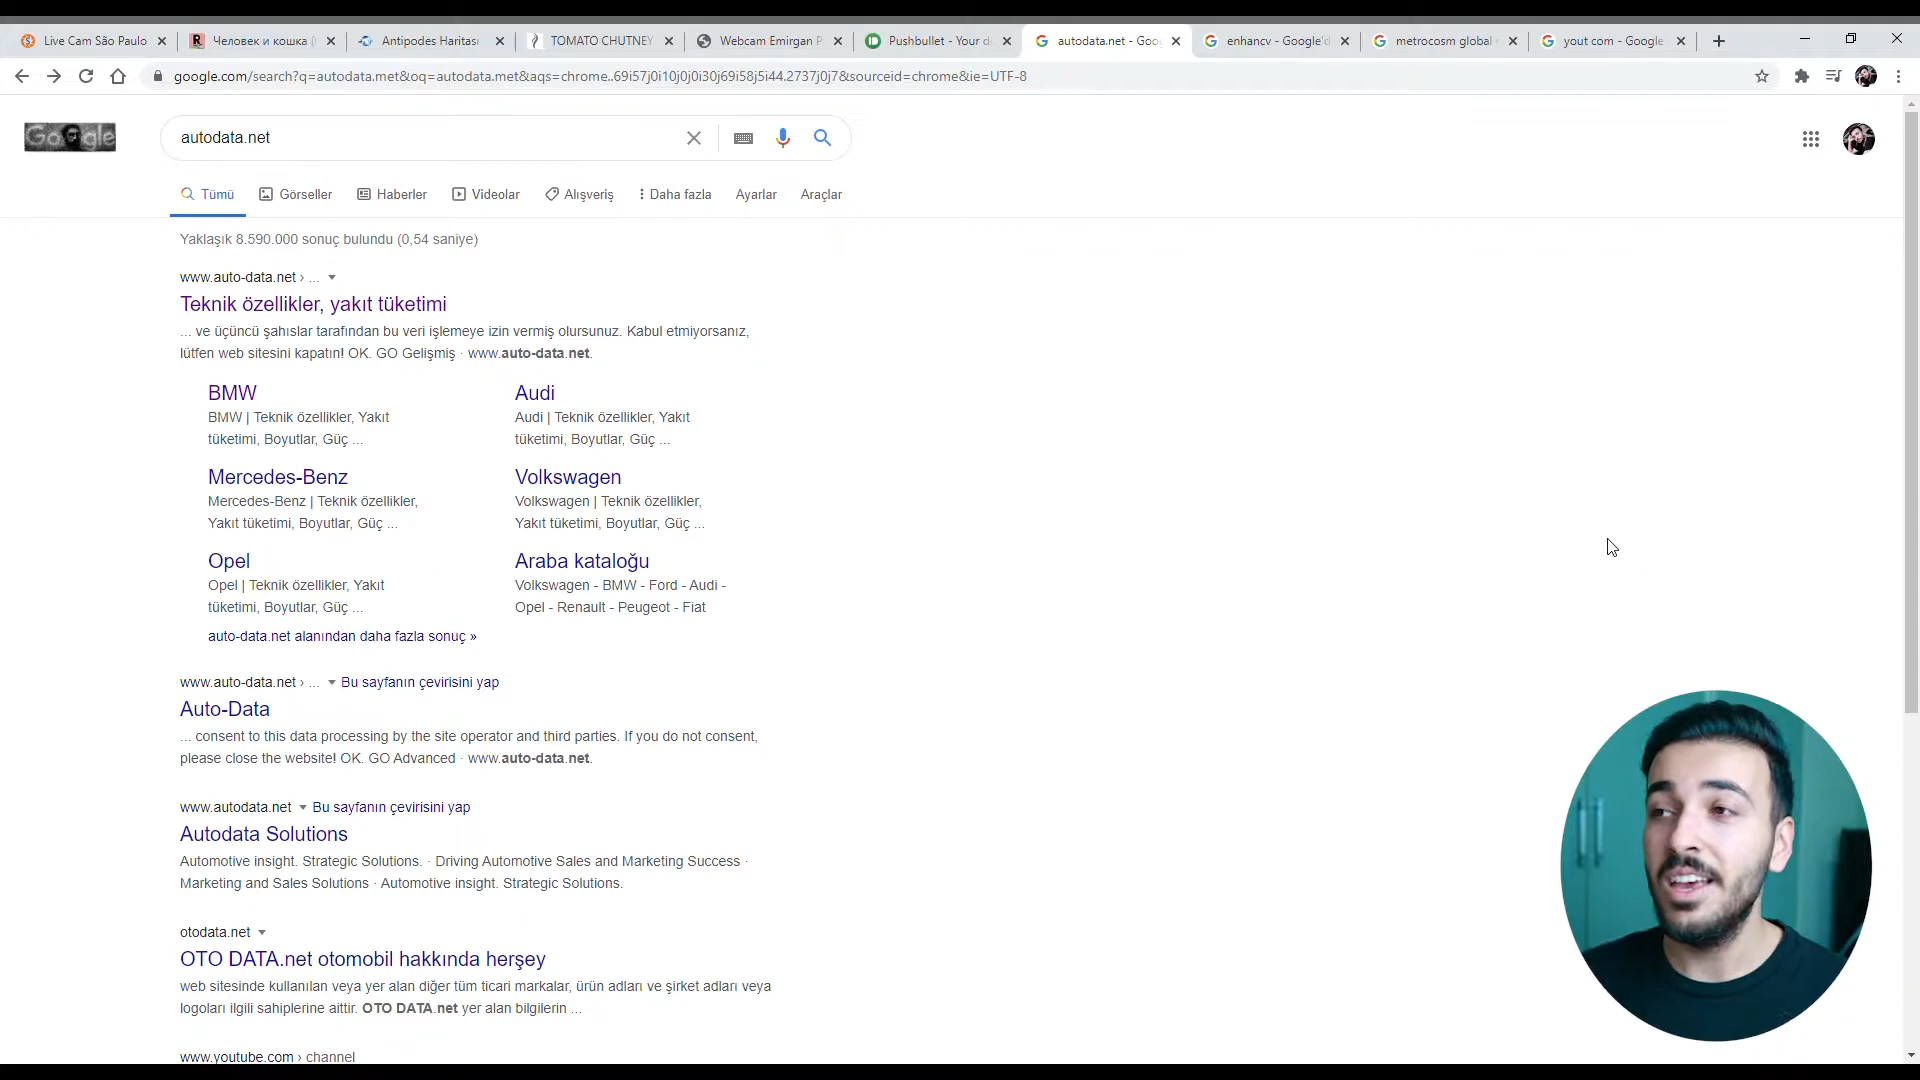 Live Cam São Paulo
Человек и кошка (
Antipodes Haritas
TOMATO CHUTNEY
Webcam Emirgan P
Pushbullet - Your d
autodata.net - Goo
enhancv - Google'd
metrocosm global
yout com - Google
google.com/search?q=autodata.met&oq=autodata.met&aqs=chrome..69i57j0i10j0j0i30j69i58j5i44.2737j0j7&sourceid=chrome&ie=UTF-8
Google
autodata.net
Tümü
Görseller
Haberler
Videolar
Alışveriş
Daha fazla
Ayarlar
Araçlar
Yaklaşık 8.590.000 sonuç bulundu (0,54 saniye)
www.auto-data.net › ...
Teknik özellikler, yakıt tüketimi
... ve üçüncü şahıslar tarafından bu veri işlemeye izin vermiş olursunuz. Kabul etmiyorsanız,
lütfen web sitesini kapatın! OK. GO Gelişmiş · www.auto-data.net.
BMW
BMW | Teknik özellikler, Yakıt
tüketimi, Boyutlar, Güç ...
Audi
Audi | Teknik özellikler, Yakıt
tüketimi, Boyutlar, Güç ...
Mercedes-Benz
Mercedes-Benz | Teknik özellikler,
Yakıt tüketimi, Boyutlar, Güç ...
Volkswagen
Volkswagen | Teknik özellikler,
Yakıt tüketimi, Boyutlar, Güç ...
Opel
Opel | Teknik özellikler, Yakıt
tüketimi, Boyutlar, Güç ...
Araba kataloğu
Volkswagen - BMW - Ford - Audi -
Opel - Renault - Peugeot - Fiat
auto-data.net alanından daha fazla sonuç »
www.auto-data.net › ... Bu sayfanın çevirisini yap
Auto-Data
... consent to this data processing by the site operator and third parties. If you do not consent,
please close the website! OK. GO Advanced · www.auto-data.net.
www.autodata.net Bu sayfanın çevirisini yap
Autodata Solutions
Automotive insight. Strategic Solutions. · Driving Automotive Sales and Marketing Success ·
Marketing and Sales Solutions · Automotive insight. Strategic Solutions.
otodata.net
OTO DATA.net otomobil hakkında herşey
web sitesinde kullanılan veya yer alan diğer tüm ticari markalar, ürün adları ve şirket adları veya
logoları ilgili sahiplerine aittir. OTO DATA.net yer alan bilgilerin ...
www.youtube.com › channel